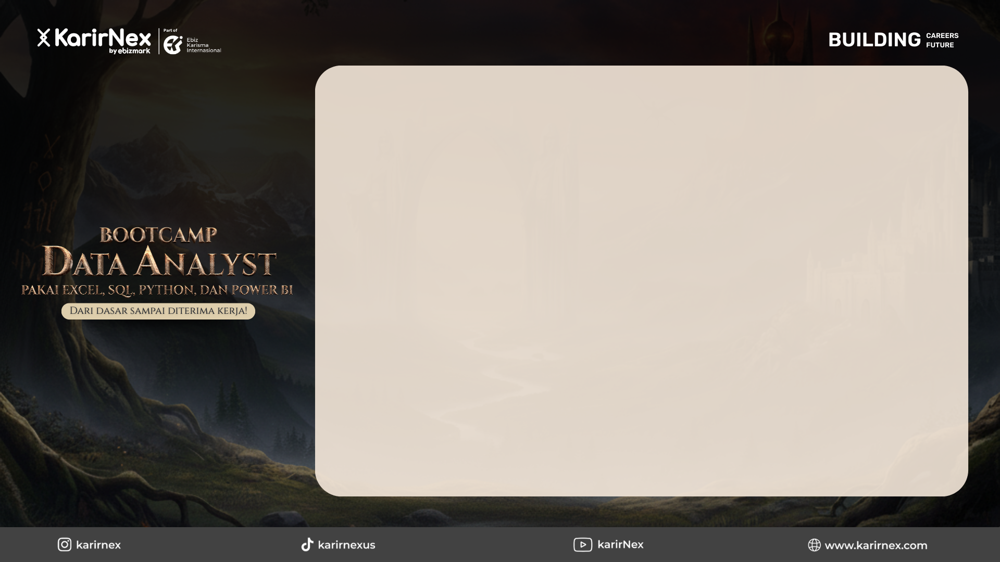 KarirNex
by ebizmark
Part of
Ebiz
Karisma
Internasional
BUILDING
CAREERS
FUTURE
BOOTCAMP
DATA ANALYST
PAKAI EXCEL, SQL, PYTHON, DAN POWER BI
DARI DASAR SAMPAI DITERIMA KERJA!
karirnex
karirnexus
karirNex
www.karirnex.com